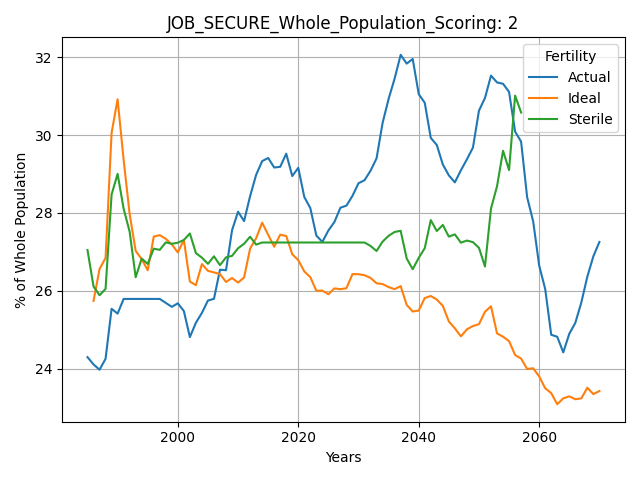 JOB_SECURE_Whole_Population_Scoring: 2
Fertility
Actual
Ideal
Sterile
% of Whole Population
32
30
28
26
24
2000
2020
2040
2060
Years